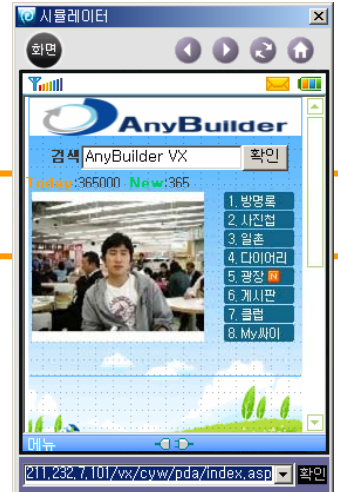 시뮬레이터
화면
AnyBuilder
검색 AnyBuilder VX 확인
Today:365000 New:365
1. 방명록
2. 사진첩
3. 일촌
4. 다이어리
5. 광장 N
6. 게시판
7. 클럽
8. My싸이
메뉴
211,232,7,101/vx/cyw/pda/index,asp 확인